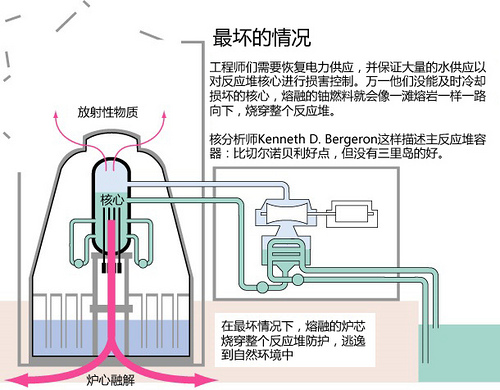 最坏的情况
工程师们需要恢复电力供应，并保证大量的水供应以
对反应堆核心进行损害控制。万一他们没能及时冷却
损坏的核心，熔融的铀燃料就会像一滩熔岩一样一路
向下，烧穿整个反应堆。
核分析师Kenneth D. Bergeron这样描述主反应堆容
器：比切尔诺贝利好点，但没有三里岛的好。
放射性物质
核心
在最坏情况下，熔融的炉芯
烧穿整个反应堆防护，逃逸
到自然环境中
炉心融解